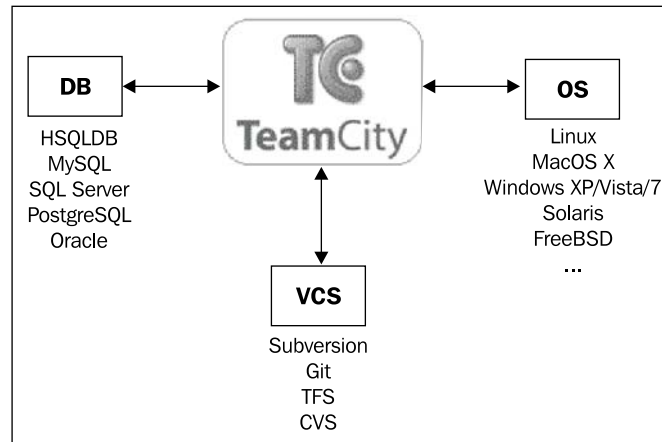 TC
TeamCity
DB
HSQLDB
MySQL
SQL Server
PostgreSQL
Oracle
OS
Linux
MacOS X
Windows XP/Vista/7
Solaris
FreeBSD
...
VCS
Subversion
Git
TFS
CVS